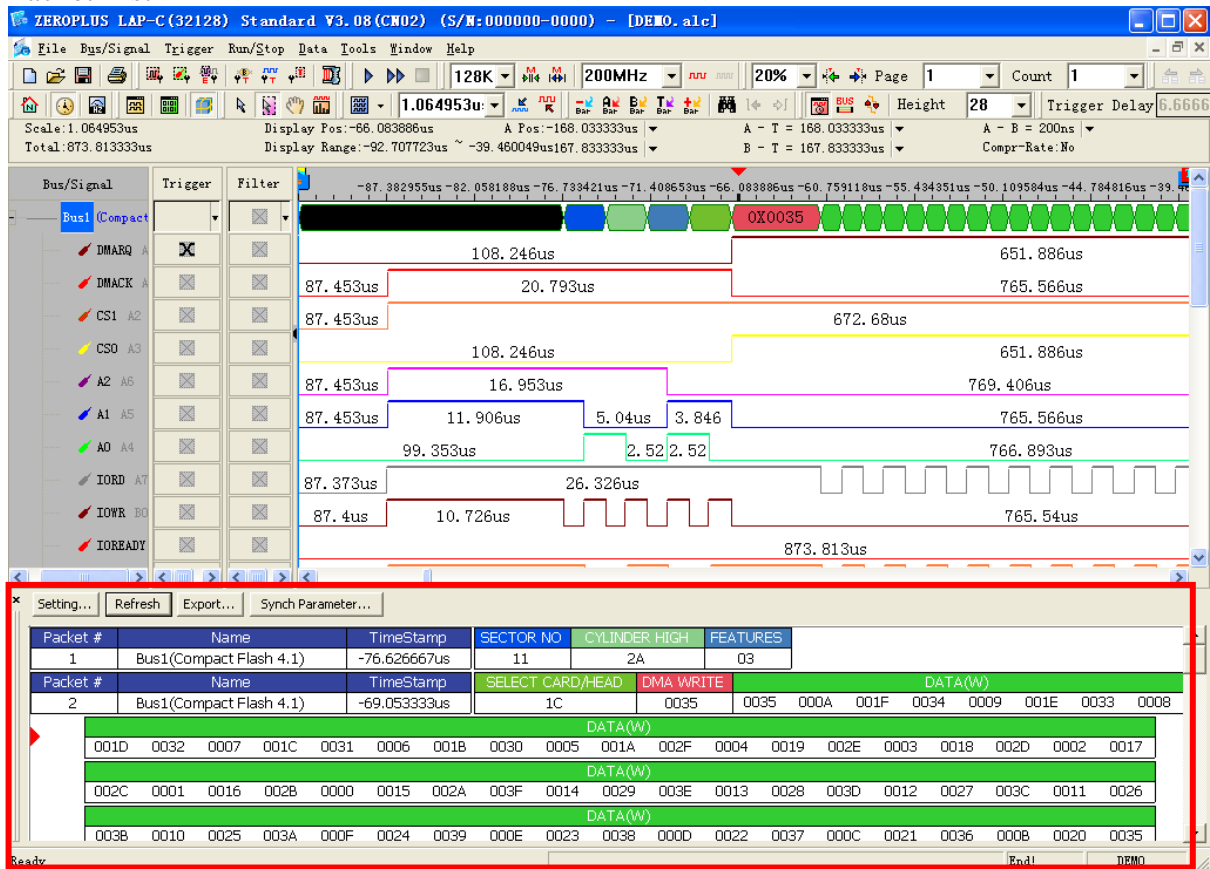 ZEROPLUS LAP-C(32128) Standard V3.08(CN02) (S/N:000000-0000) - [DEMO.alc]
File Bus/Signal Trigger Run/Stop Data Tools Window Help
128K 200MHz 20% Page 1 Count 1
1.064953u Bar Bar Bar Bar Bar BUS Height 28 Trigger Delay 6.6666
Scale:1.064953us Display Pos:-66.083886us A Pos:-168.033333us A - T = 168.033333us A - B = 200ns
Total:873.813333us Display Range:-92.707723us ~ -39.460049us 167.833333us B - T = 167.833333us Compr-Rate:No
Bus/Signal Trigger Filter -87.382955us -82.058188us -76.733421us -71.408653us -66.083886us -60.759118us -55.434351us -50.109584us -44.784816us -39.46
Bus1 (Compact 0X0035
DMARQ A 108.246us 651.886us
DMACK A 87.453us 20.793us 765.566us
CS1 A2 87.453us 672.68us
CS0 A3 108.246us 651.886us
A2 A6 87.453us 16.953us 769.406us
A1 A5 87.453us 11.906us 5.04us 3.846 765.566us
A0 A4 99.353us 2.52 2.52 766.893us
IORD A7 87.373us 26.326us
IOWR B0 87.4us 10.726us 765.54us
IOREADY 873.813us
Setting... Refresh Export... Synch Parameter...
Packet # Name TimeStamp SECTOR NO CYLINDER HIGH FEATURES
1 Bus1(Compact Flash 4.1) -76.626667us 11 2A 03
Packet # Name TimeStamp SELECT CARD/HEAD DMA WRITE DATA(W)
2 Bus1(Compact Flash 4.1) -69.053333us 1C 0035 0035 000A 001F 0034 0009 001E 0033 0008
DATA(W)
001D 0032 0007 001C 0031 0006 001B 0030 0005 001A 002F 0004 0019 002E 0003 0018 002D 0002 0017
DATA(W)
002C 0001 0016 002B 0000 0015 002A 003F 0014 0029 003E 0013 0028 003D 0012 0027 003C 0011 0026
DATA(W)
003B 0010 0025 003A 000F 0024 0039 000E 0023 0038 000D 0022 0037 000C 0021 0036 000B 0020 0035
Ready End! DEMO